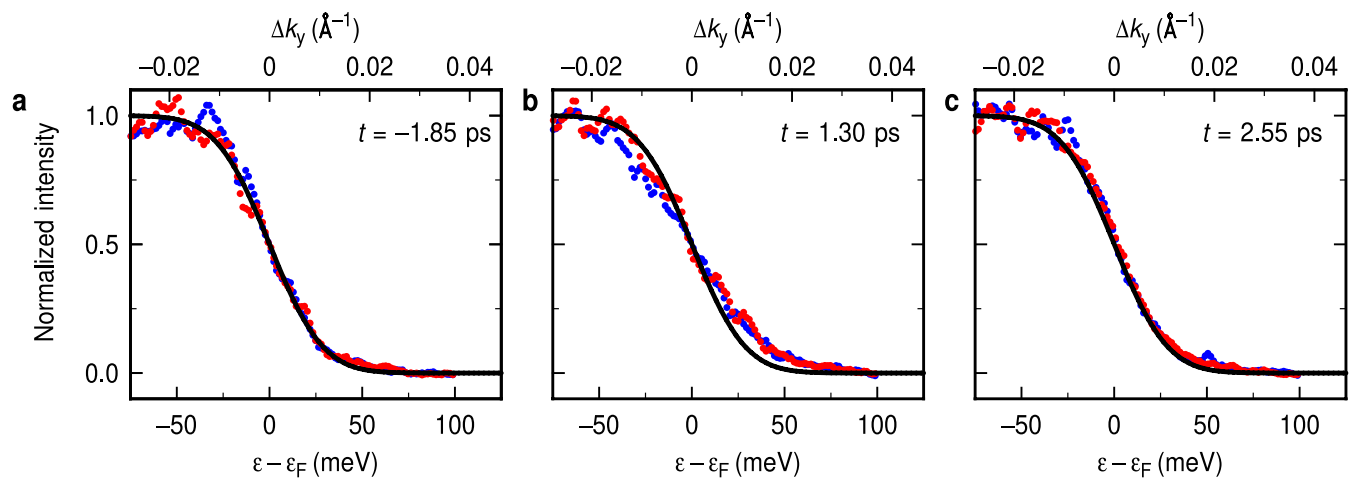 Δk_y (Å⁻¹) Δk_y (Å⁻¹) Δk_y (Å⁻¹)
−0.02 0 0.02 0.04 −0.02 0 0.02 0.04 −0.02 0 0.02 0.04
a b c
1.0 t = −1.85 ps t = 1.30 ps t = 2.55 ps
Normalized intensity
0.5
0.0
−50 0 50 100 −50 0 50 100 −50 0 50 100
ε – ε_F (meV) ε – ε_F (meV) ε – ε_F (meV)